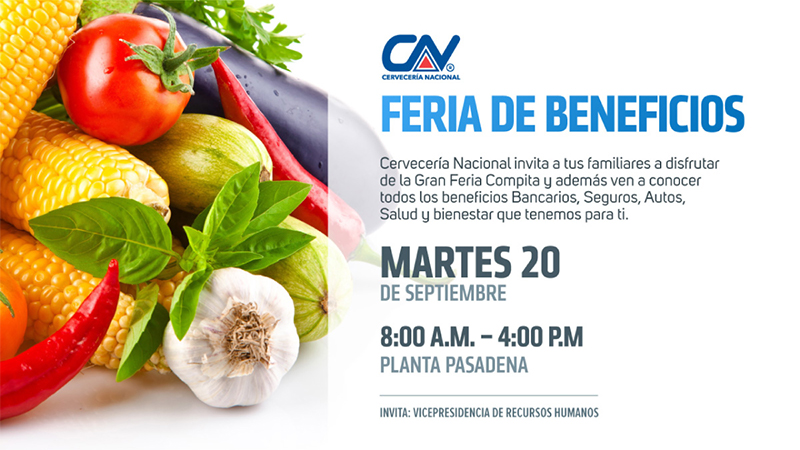 CN®
CERVECERÍA NACIONAL
FERIA DE BENEFICIOS
Cervecería Nacional invita a tus familiares a disfrutar
de la Gran Feria Compita y además ven a conocer
todos los beneficios Bancarios, Seguros, Autos,
Salud y bienestar que tenemos para ti.
MARTES 20
DE SEPTIEMBRE
8:00 A.M. – 4:00 P.M
PLANTA PASADENA
INVITA: VICEPRESIDENCIA DE RECURSOS HUMANOS